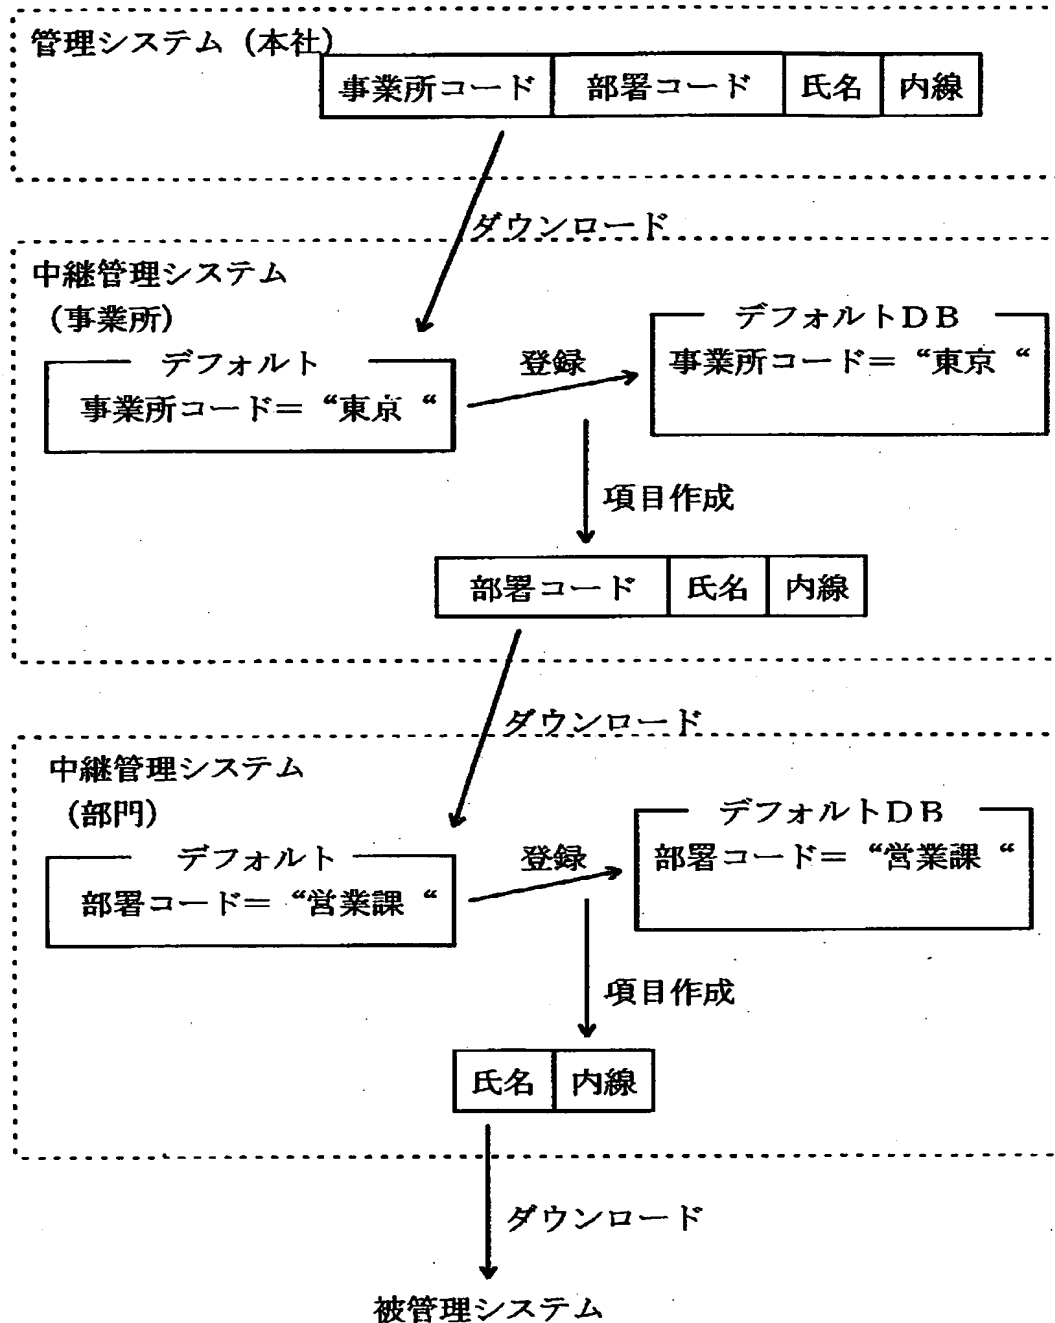 管理システム（本社）
事業所コード 部署コード 氏名 内線
ダウンロード
中継管理システム
（事業所）
デフォルトＤＢ
デフォルト
登録
事業所コード＝“東京“
事業所コード＝“東京“
項目作成
部署コード 氏名 内線
ダウンロード
中継管理システム
（部門）
デフォルトＤＢ
デフォルト
登録
部署コード＝“営業課“
部署コード＝“営業課“
項目作成
氏名 内線
ダウンロード
被管理システム